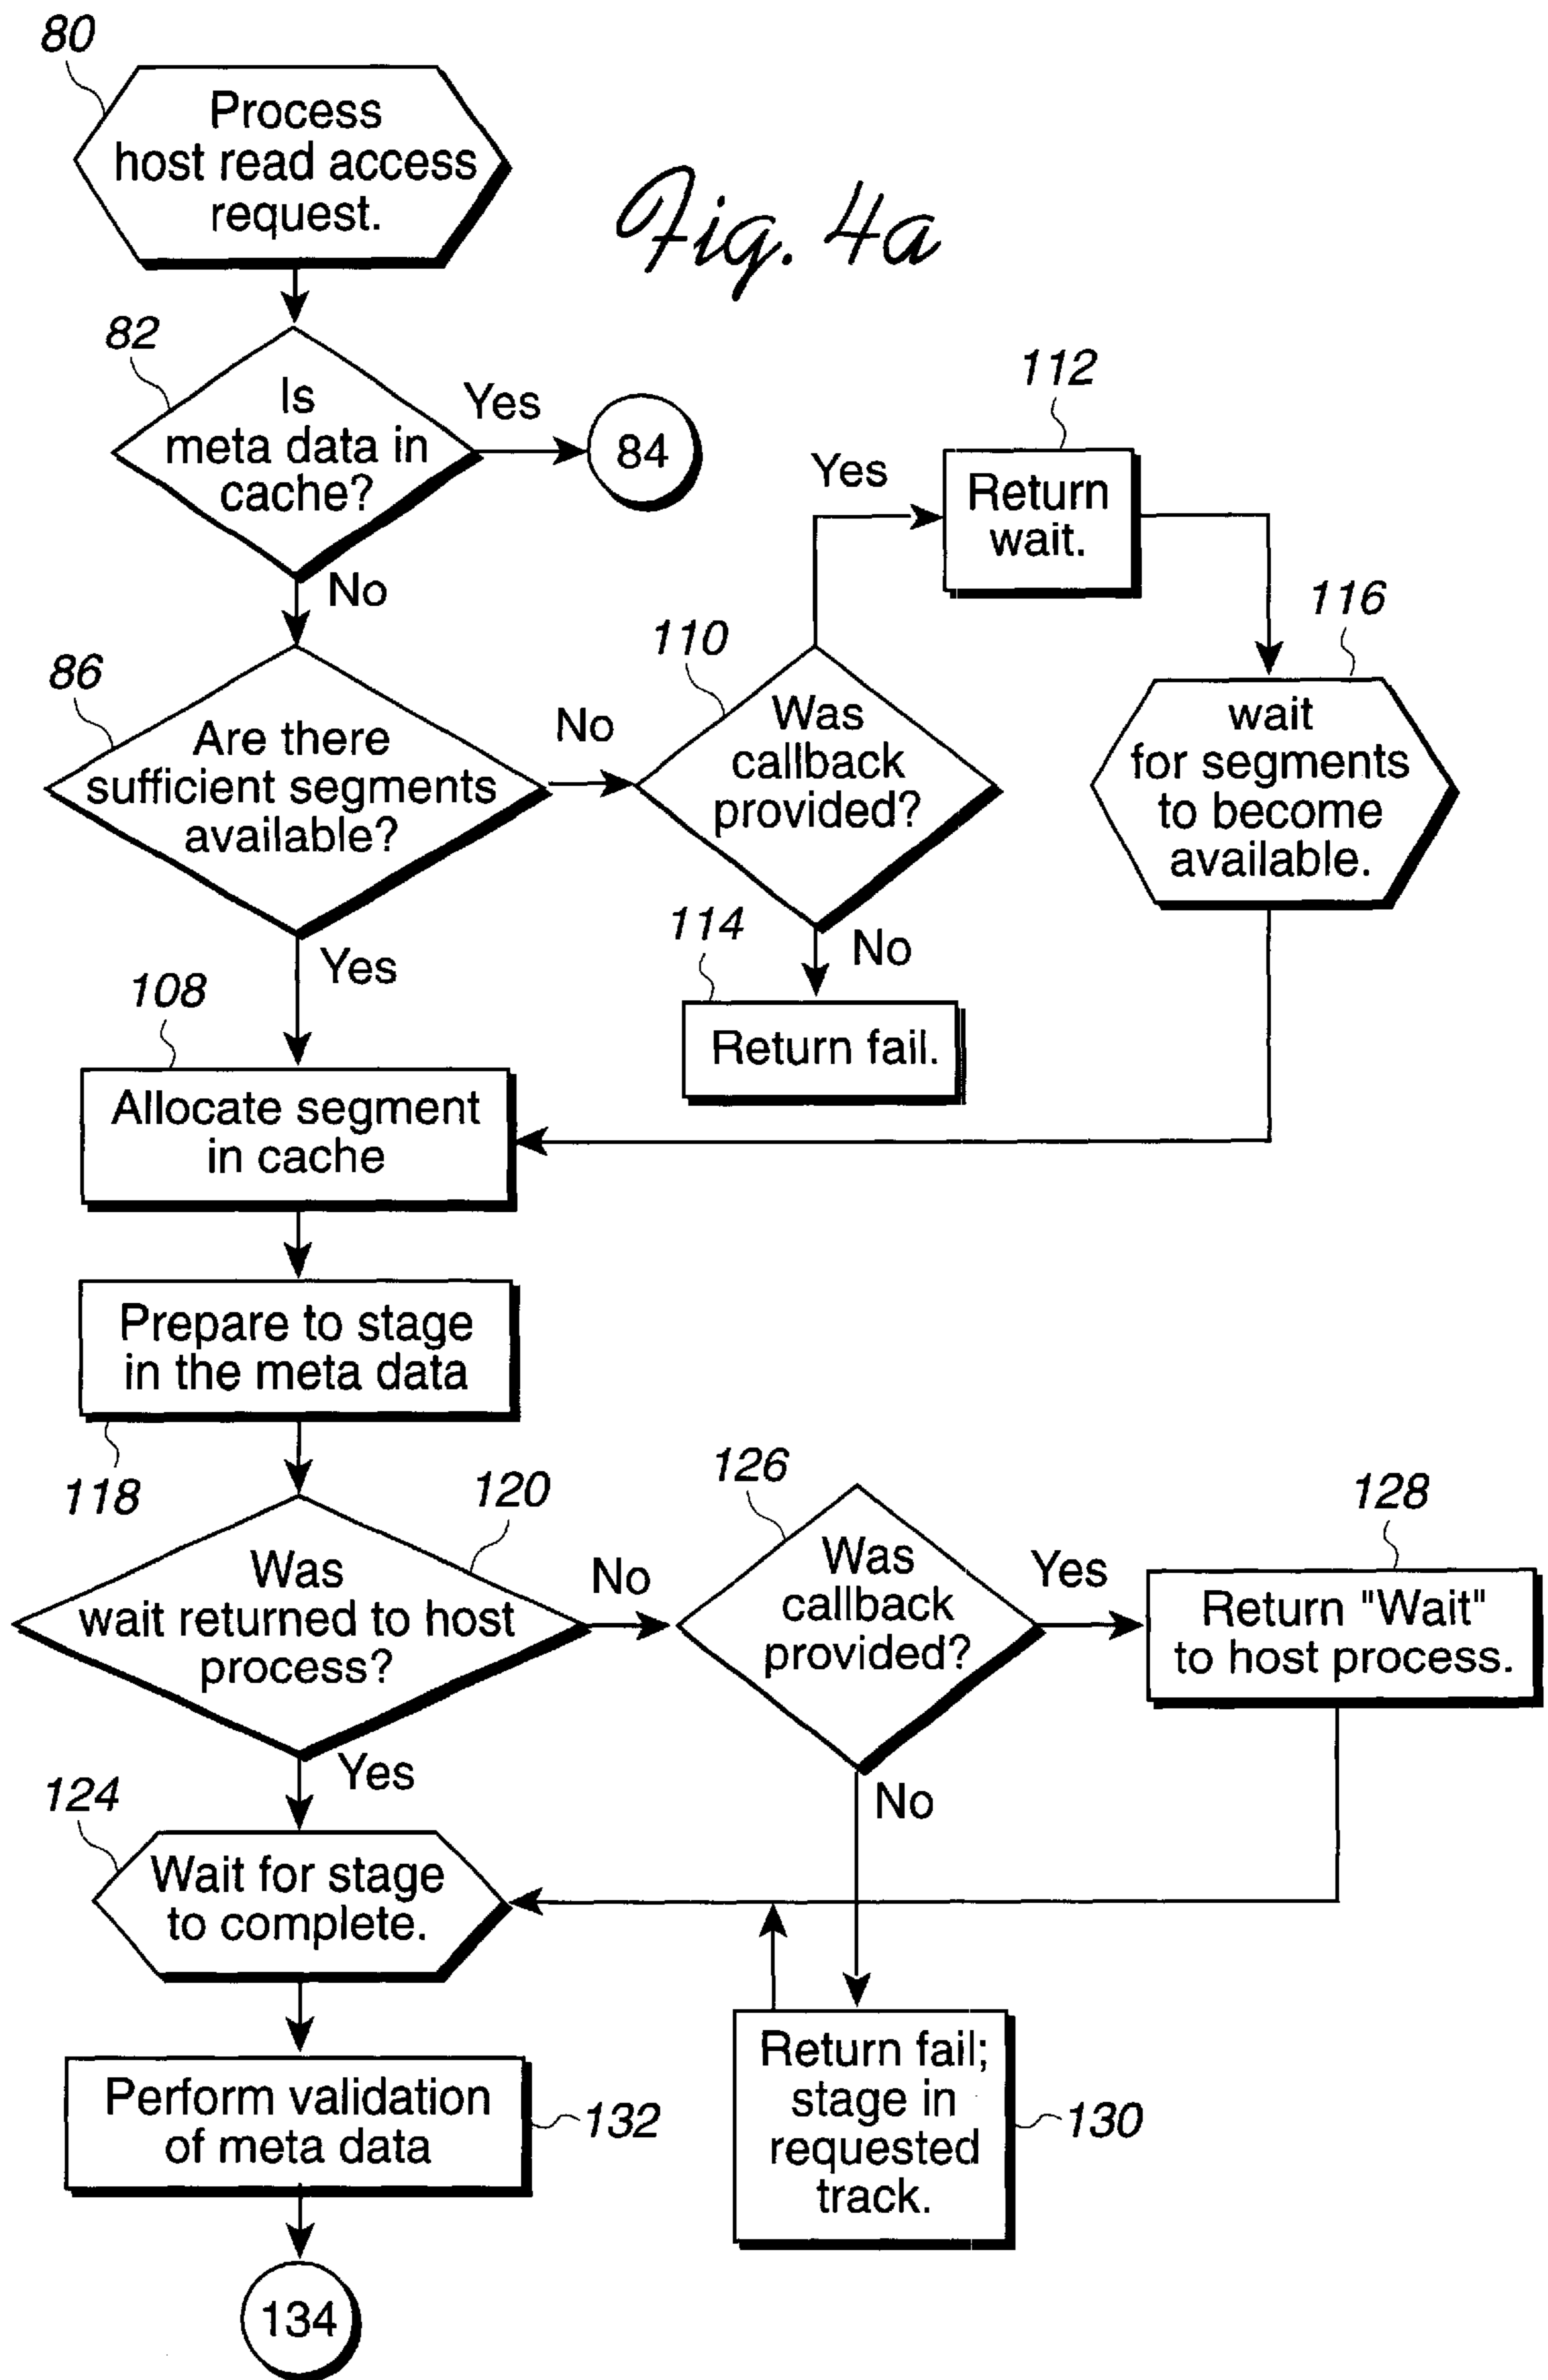 80
Process
host read access
request.
Fig. 4a
82
Is
meta data in
cache?
Yes
84
No
112
Return
wait.
Yes
116
wait
for segments
to become
available.
110
Was
callback
provided?
No
86
Are there
sufficient segments
available?
Yes
114
No
Return fail.
108
Allocate segment
in cache
Prepare to stage
in the meta data
118
120
Was
wait returned to host
process?
No
126
Was
callback
provided?
Yes
128
Return "Wait"
to host process.
Yes
No
124
Wait for stage
to complete.
Perform validation
of meta data
132
Return fail;
stage in
requested
track.
130
134